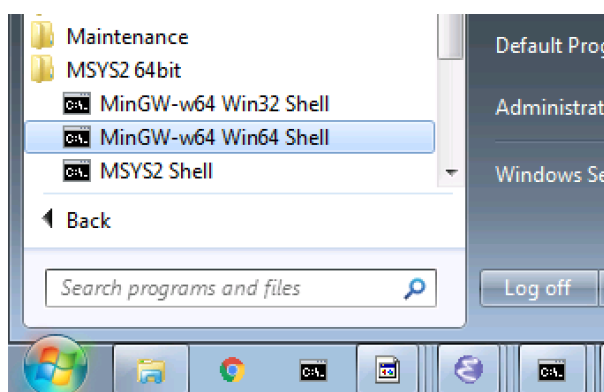 Maintenance
MSYS2 64bit
MinGW-w64 Win32 Shell
MinGW-w64 Win64 Shell
MSYS2 Shell
Back
Search programs and files
Default Prog
Administrat
Windows Se
Log off